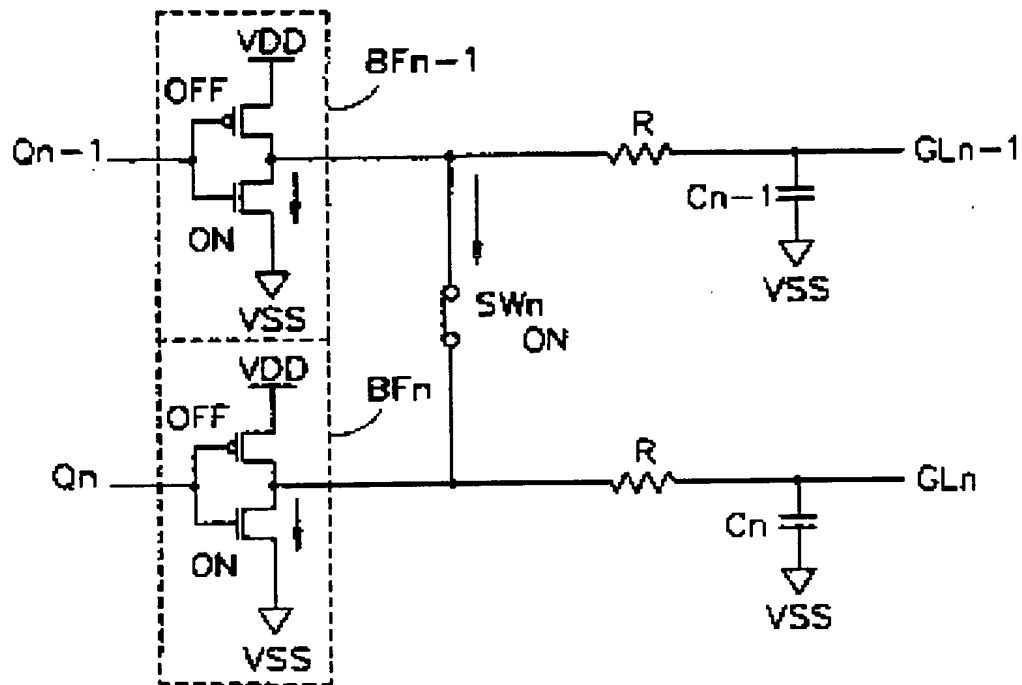 VDD
BFn-1
OFF
R
Qn-1
GLn-1
Cn-1
ON
VSS
SWn
ON
VSS
VDD
BFn
OFF
R
Qn
GLn
Cn
ON
VSS
VSS